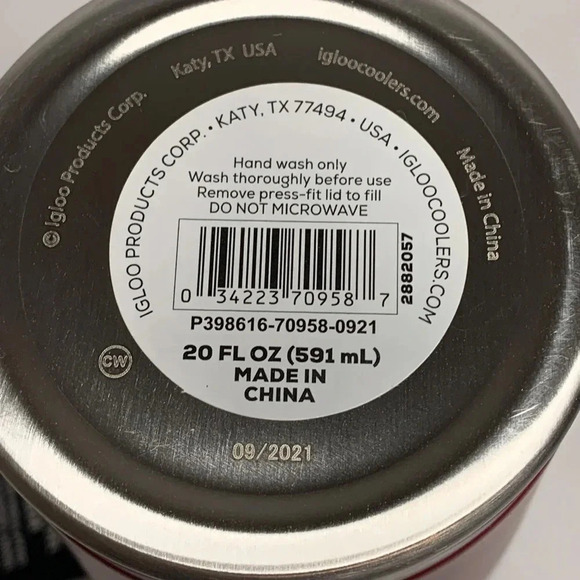 © Igloo Products Corp. Katy, TX USA igloocoolers.com Made in China
IGLOO PRODUCTS CORP. • KATY, TX 77494 • USA • IGLOOCOOLERS.COM
Hand wash only
Wash thoroughly before use
Remove press-fit lid to fill
DO NOT MICROWAVE
0 34223 70958 7
2882057
P398616-70958-0921
20 FL OZ (591 mL)
MADE IN
CHINA
CW
09/2021